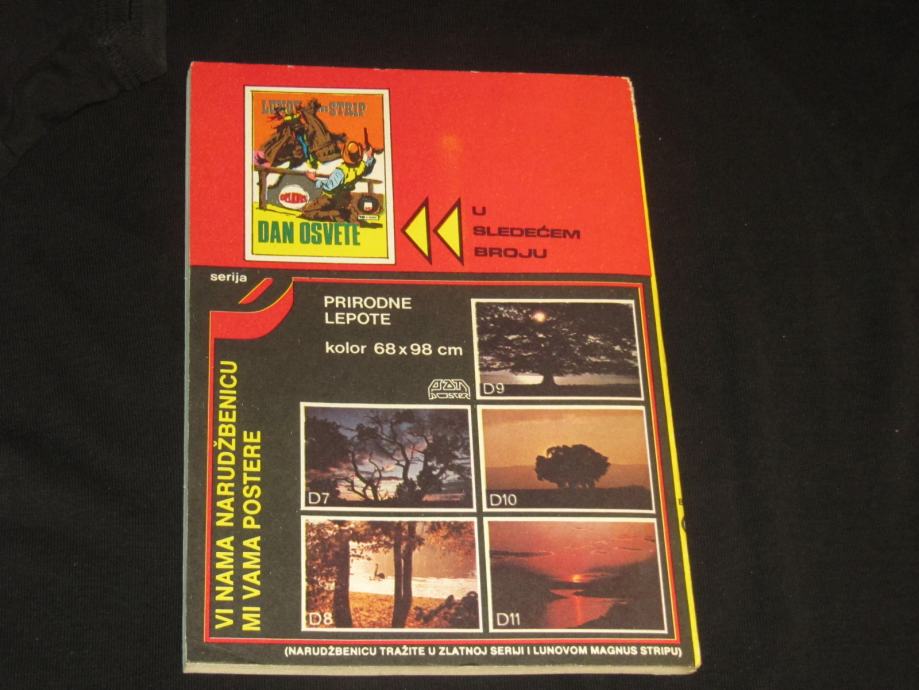 LUNOV STRIP
DAN OSVETE
U
SLEDEĆEM
BROJU
serija
D
PRIRODNE
LEPOTE
kolor 68 x 98 cm
POSTER
D9
D7
D10
D8
D11
VI NAMA NARUDŽBENICU
MI VAMA POSTERE
(NARUDŽBENICU TRAŽITE U ZLATNOJ SERIJI I LUNOVOM MAGNUS STRIPU)